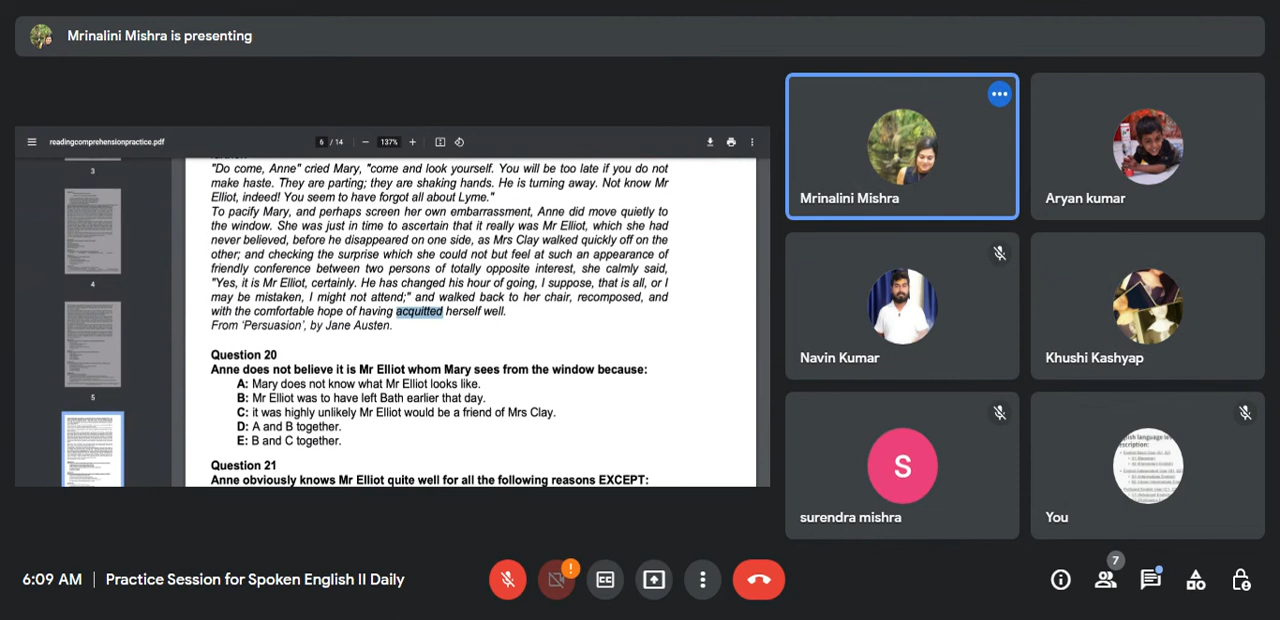 Mrinalini Mishra is presenting
readingcomprehensionpractice.pdf
6 / 14
137%
3
4
5
"Do come, Anne" cried Mary, "come and look yourself. You will be too late if you do not
make haste. They are parting; they are shaking hands. He is turning away. Not know Mr
Elliot, indeed! You seem to have forgot all about Lyme."
To pacify Mary, and perhaps screen her own embarrassment, Anne did move quietly to
the window. She was just in time to ascertain that it really was Mr Elliot, which she had
never believed, before he disappeared on one side, as Mrs Clay walked quickly off on the
other; and checking the surprise which she could not but feel at such an appearance of
friendly conference between two persons of totally opposite interest, she calmly said,
"Yes, it is Mr Elliot, certainly. He has changed his hour of going, I suppose, that is all, or I
may be mistaken, I might not attend;" and walked back to her chair, recomposed, and
with the comfortable hope of having acquitted herself well.
From 'Persuasion', by Jane Austen.
Question 20
Anne does not believe it is Mr Elliot whom Mary sees from the window because:
A: Mary does not know what Mr Elliot looks like.
B: Mr Elliot was to have left Bath earlier that day.
C: it was highly unlikely Mr Elliot would be a friend of Mrs Clay.
D: A and B together.
E: B and C together.
Question 21
Anne obviously knows Mr Elliot quite well for all the following reasons EXCEPT:
Mrinalini Mishra
Aryan kumar
Navin Kumar
Khushi Kashyap
S
surendra mishra
You
6:09 AM | Practice Session for Spoken English II Daily
!
CC
7